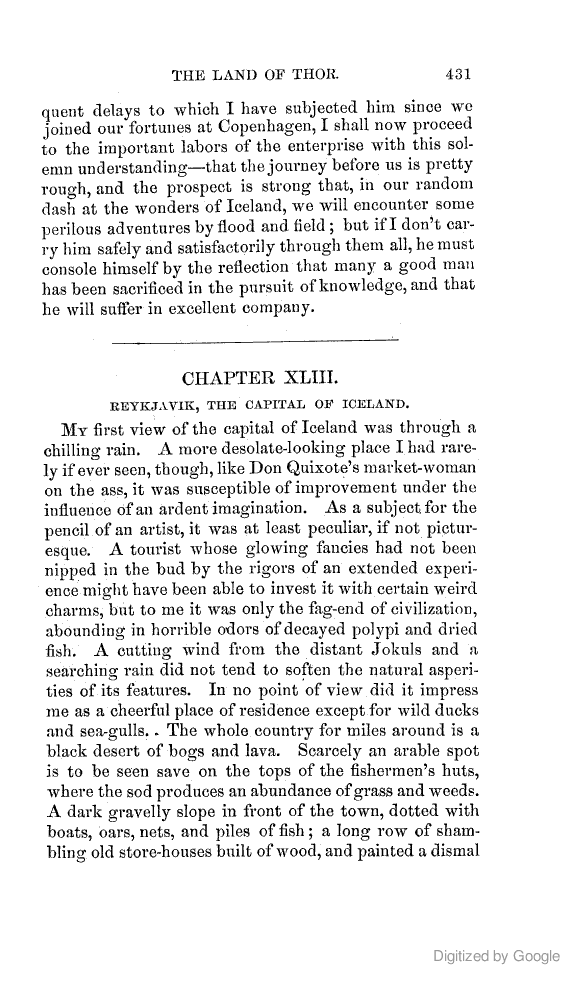 THE LAND OF THOR. 431
quent delays to which I have subjected him since we
joined our fortunes at Copenhagen, I shall now proceed
to the important labors of the enterprise with this sol-
emn understanding—that the journey before us is pretty
rough, and the prospect is strong that, in our random
dash at the wonders of Iceland, we will encounter some
perilous adventures by flood and field; but if I don't car-
ry him safely and satisfactorily through them all, he must
console himself by the reflection that many a good man
has been sacrificed in the pursuit of knowledge, and that
he will suffer in excellent company.
CHAPTER XLIII.
REYKJAVIK, THE CAPITAL OF ICELAND.
My first view of the capital of Iceland was through a
chilling rain. A more desolate-looking place I had rare-
ly if ever seen, though, like Don Quixote's market-woman
on the ass, it was susceptible of improvement under the
influence of an ardent imagination. As a subject for the
pencil of an artist, it was at least peculiar, if not pictur-
esque. A tourist whose glowing fancies had not been
nipped in the bud by the rigors of an extended experi-
ence might have been able to invest it with certain weird
charms, but to me it was only the fag-end of civilization,
abounding in horrible odors of decayed polypi and dried
fish. A cutting wind from the distant Jokuls and a
searching rain did not tend to soften the natural asperi-
ties of its features. In no point of view did it impress
me as a cheerful place of residence except for wild ducks
and sea-gulls. . The whole country for miles around is a
black desert of bogs and lava. Scarcely an arable spot
is to be seen save on the tops of the fishermen's huts,
where the sod produces an abundance of grass and weeds.
A dark gravelly slope in front of the town, dotted with
boats, oars, nets, and piles of fish; a long row of sham-
bling old store-houses built of wood, and painted a dismal
Digitized by Google